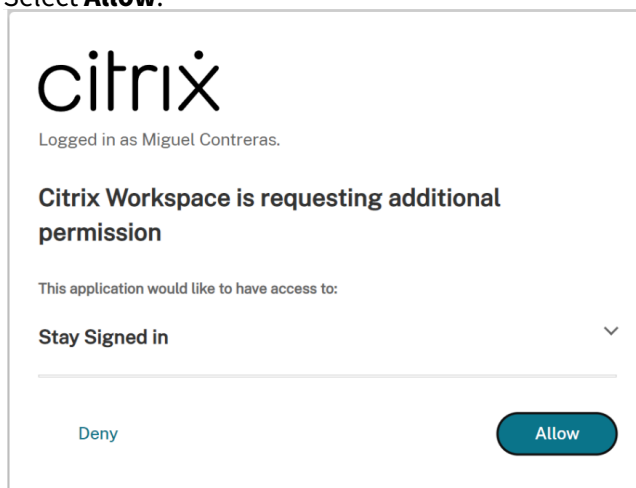 Select Allow.
citrix
Logged in as Miguel Contreras.
Citrix Workspace is requesting additional
permission
This application would like to have access to:
Stay Signed in
Deny
Allow